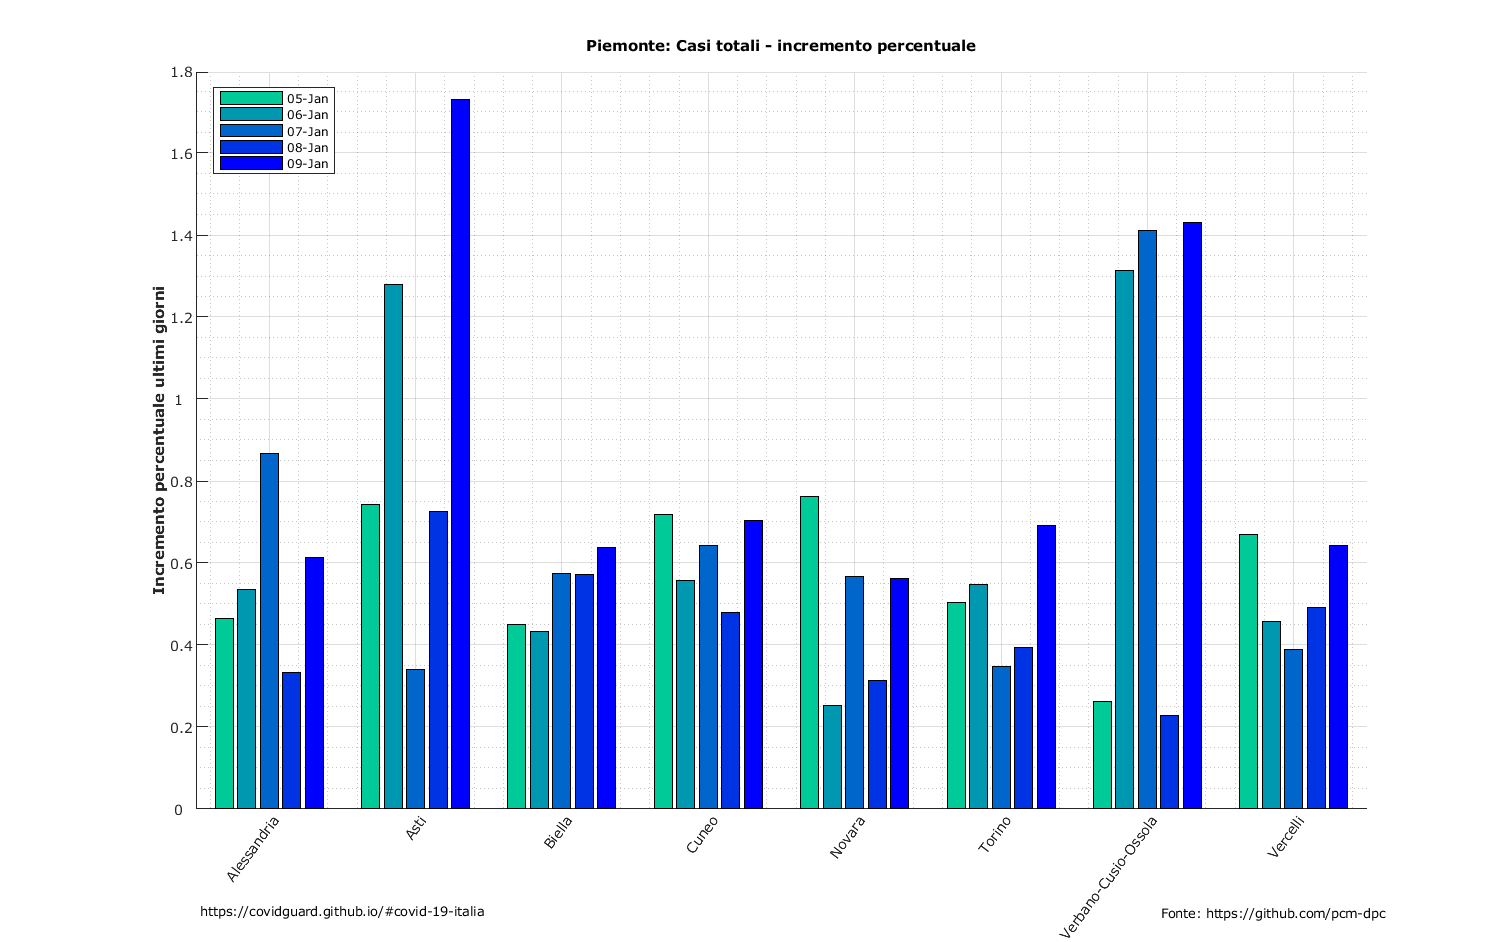 Piemonte: Casi totali - incremento percentuale
Incremento percentuale ultimi giorni
1.8
1.6
1.4
1.2
1
0.8
0.6
0.4
0.2
0
05-Jan
06-Jan
07-Jan
08-Jan
09-Jan
Alessandria
Asti
Biella
Cuneo
Novara
Torino
Verbano-Cusio-Ossola
Vercelli
https://covidguard.github.io/#covid-19-italia
Fonte: https://github.com/pcm-dpc